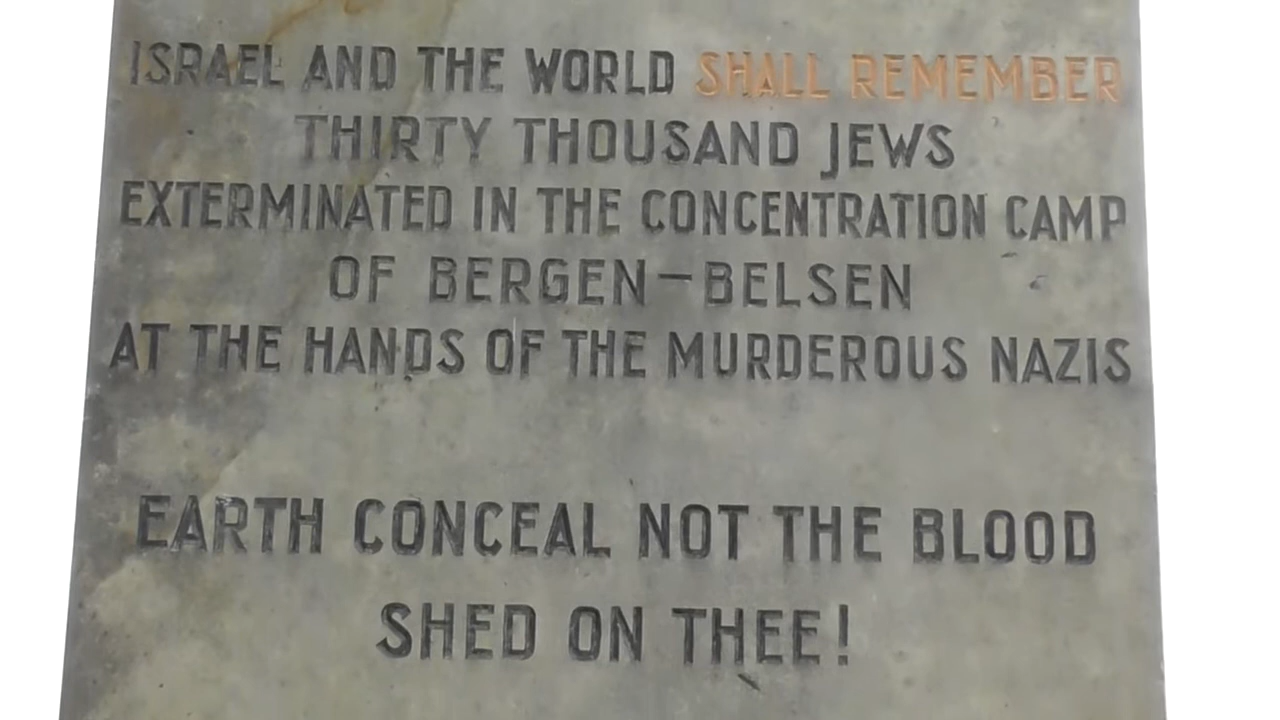 ISRAEL AND THE WORLD SHALL REMEMBER
THIRTY THOUSAND JEWS
EXTERMINATED IN THE CONCENTRATION CAMP
OF BERGEN–BELSEN
AT THE HANDS OF THE MURDEROUS NAZIS
EARTH CONCEAL NOT THE BLOOD
SHED ON THEE!